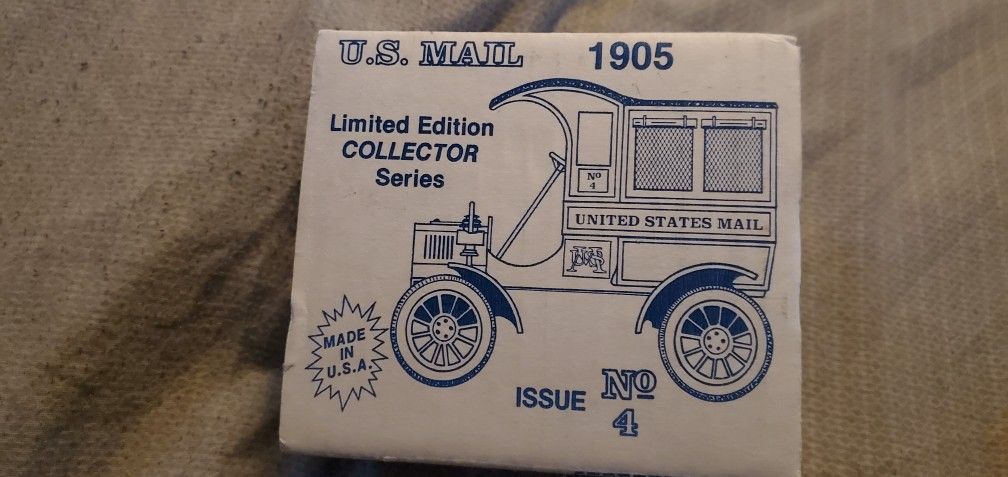 U.S. MAIL 1905
Limited Edition
COLLECTOR
Series
Nº
4
UNITED STATES MAIL
MADE
IN
U.S.A.
ISSUE Nº
4